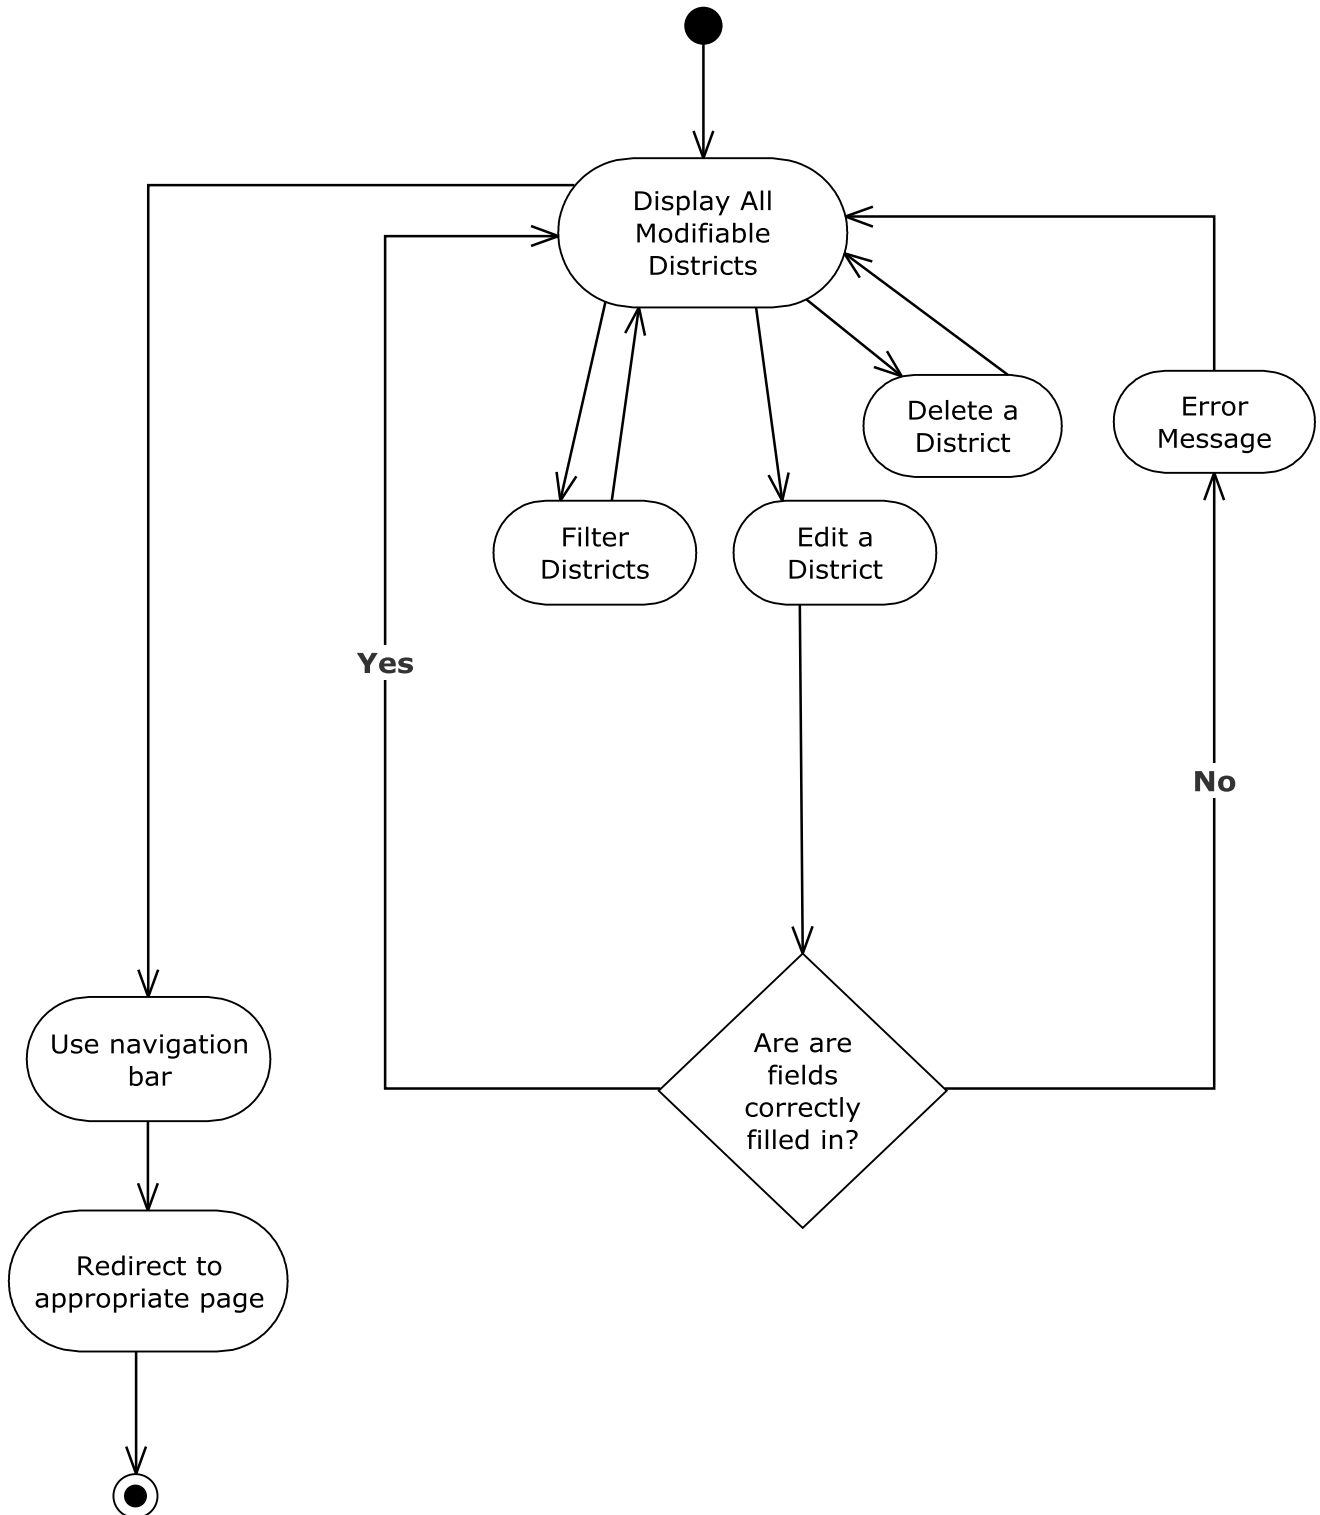 Display All
Modifiable
Districts
Delete a
District
Error
Message
Filter
Districts
Edit a
District
Yes
No
Use navigation
bar
Are are
fields
correctly
filled in?
Redirect to
appropriate page